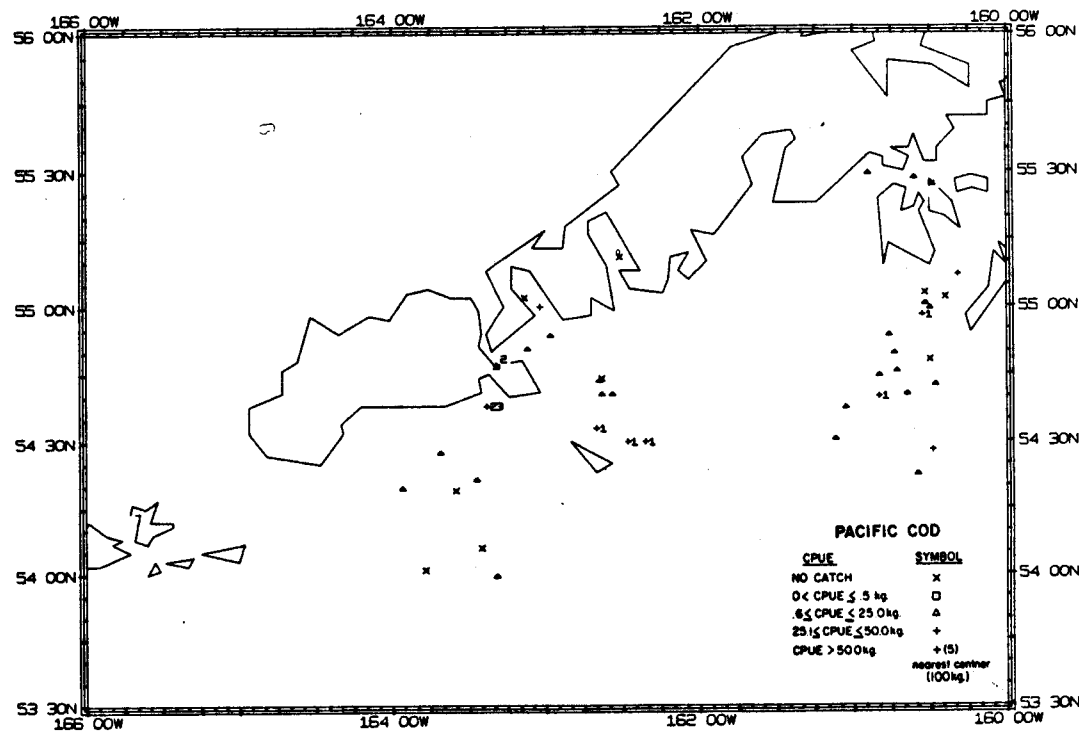 166 00W 164 00W 162 00W 160 00W
56 00N 56 00N
55 30N 55 30N
55 00N 55 00N
54 30N 54 30N
54 00N 54 00N
53 30N 53 30N
166 00W 164 00W 162 00W 160 00W
2
+1
+1 +1
+1
+1
PACIFIC COD
CPUE SYMBOL
NO CATCH x
0 < CPUE ≤ .5 kg. □
.6 ≤ CPUE ≤ 25.0 kg. △
25.1 ≤ CPUE ≤ 50.0 kg. +
CPUE > 50.0 kg. +(5)
nearest centner
(100 kg.)